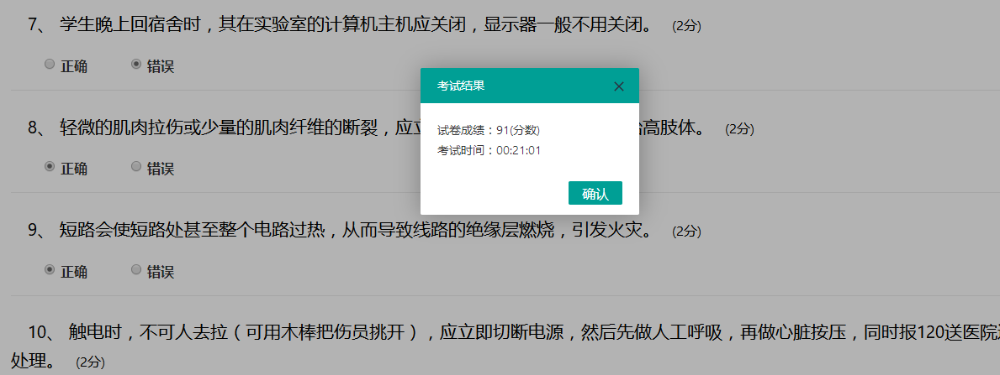 7、 学生晚上回宿舍时，其在实验室的计算机主机应关闭，显示器一般不用关闭。 (2分)
正确 错误
考试结果
8、 轻微的肌肉拉伤或少量的肌肉纤维的断裂，应立
高肢体。 (2分)
试卷成绩：91(分数)
考试时间：00:21:01
正确 错误
确认
9、 短路会使短路处甚至整个电路过热，从而导致线路的绝缘层燃烧，引发火灾。 (2分)
正确 错误
10、 触电时，不可人去拉（可用木棒把伤员挑开），应立即切断电源，然后先做人工呼吸，再做心脏按压，同时报120送医院
处理。 (2分)